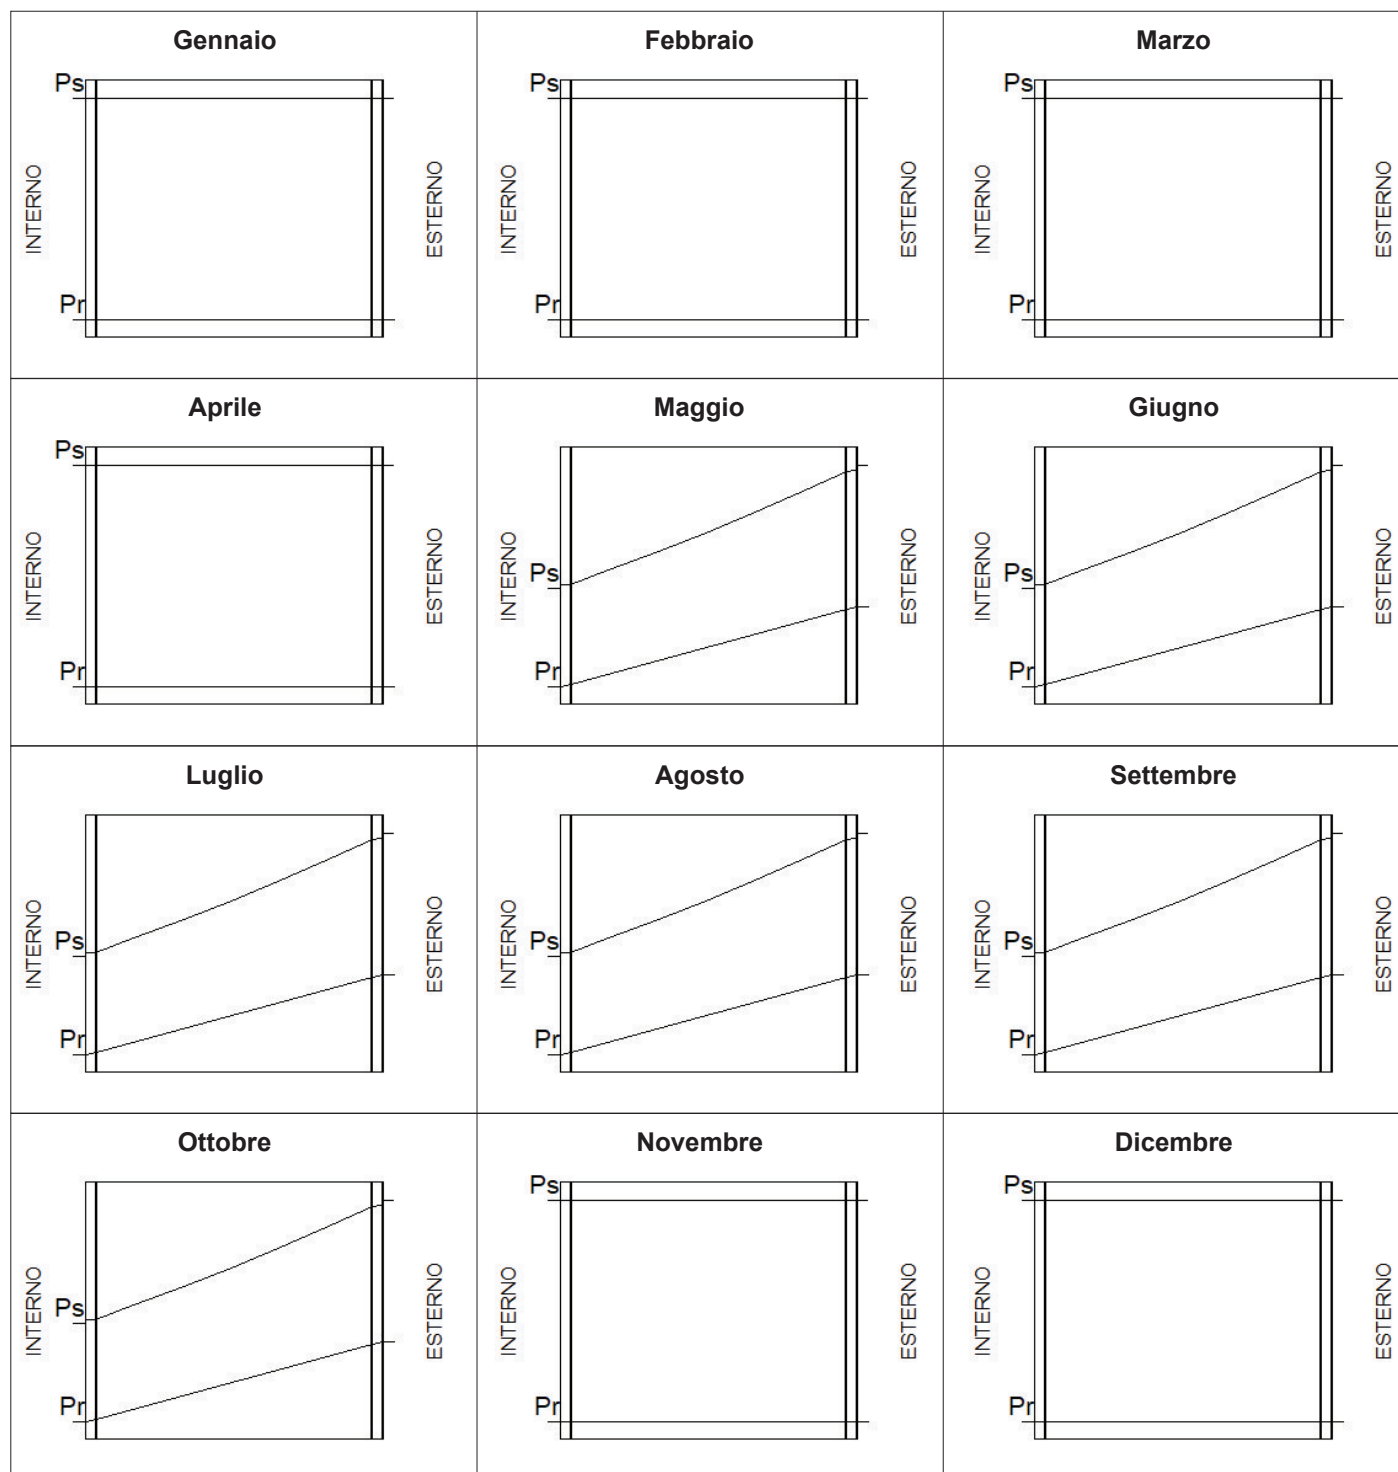 Gennaio
Ps
INTERNO
ESTERNO
Pr
Febbraio
Ps
INTERNO
ESTERNO
Pr
Marzo
Ps
INTERNO
ESTERNO
Pr
Aprile
Ps
INTERNO
ESTERNO
Pr
Maggio
INTERNO
ESTERNO
Ps
Pr
Giugno
INTERNO
ESTERNO
Ps
Pr
Luglio
INTERNO
ESTERNO
Ps
Pr
Agosto
INTERNO
ESTERNO
Ps
Pr
Settembre
INTERNO
ESTERNO
Ps
Pr
Ottobre
INTERNO
ESTERNO
Ps
Pr
Novembre
Ps
INTERNO
ESTERNO
Pr
Dicembre
Ps
INTERNO
ESTERNO
Pr